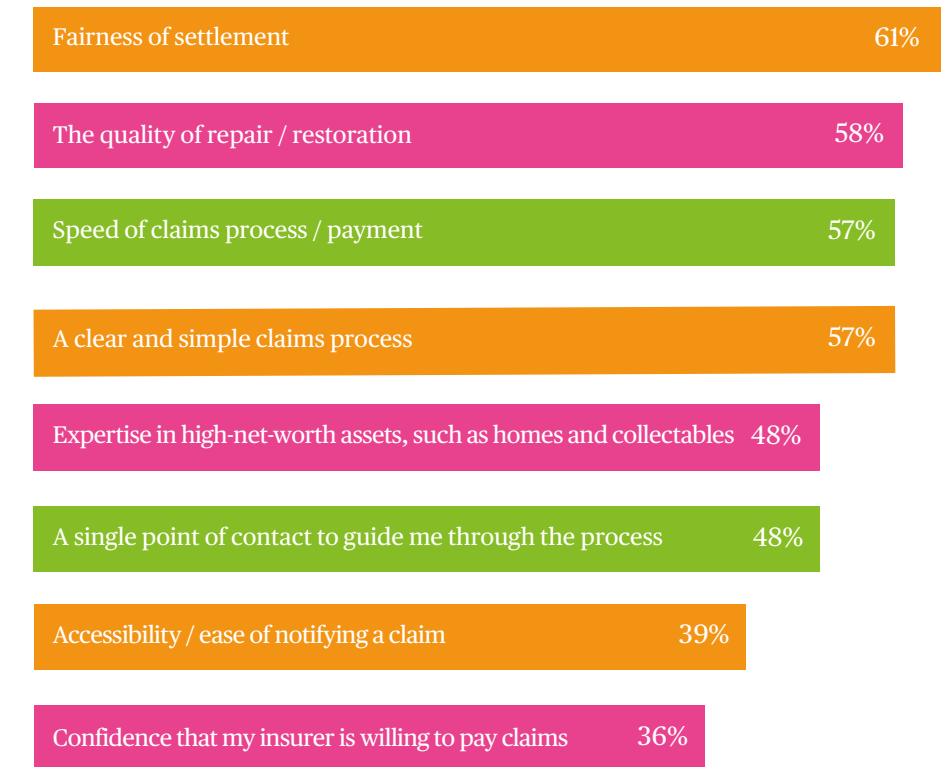 Fairness of settlement 61%
The quality of repair / restoration 58%
Speed of claims process / payment 57%
A clear and simple claims process 57%
Expertise in high-net-worth assets, such as homes and collectables 48%
A single point of contact to guide me through the process 48%
Accessibility / ease of notifying a claim 39%
Confidence that my insurer is willing to pay claims 36%